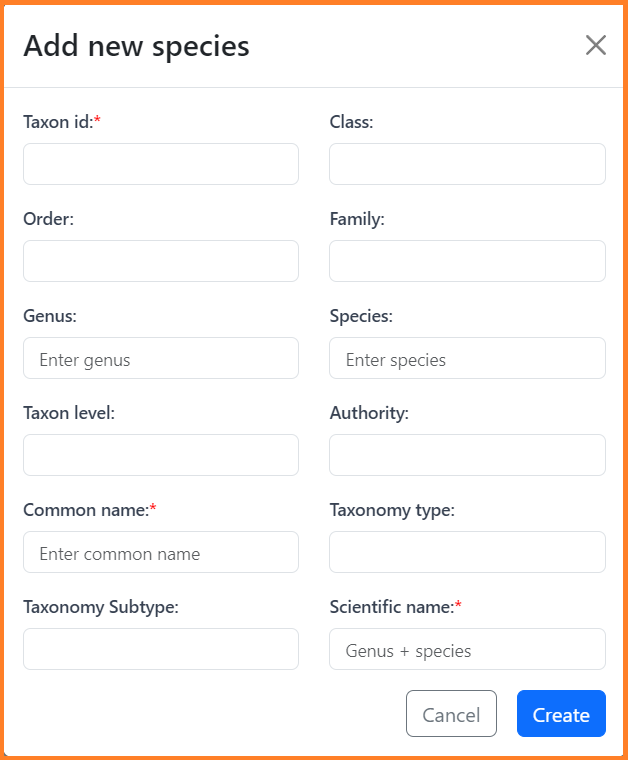 Add new species
Taxon id:*
Class:
Order:
Family:
Genus:
Species:
Enter genus
Enter species
Taxon level:
Authority:
Common name:*
Taxonomy type:
Enter common name
Taxonomy Subtype:
Scientific name:*
Genus + species
Cancel
Create